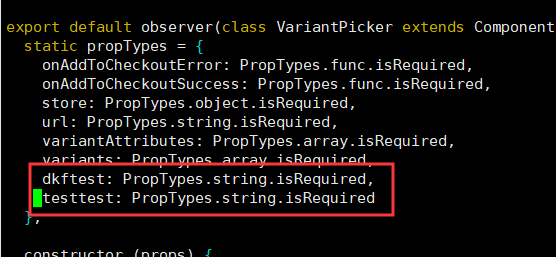 export default observer(class VariantPicker extends Component
static propTypes = {
onAddToCheckoutError: PropTypes.func.isRequired,
onAddToCheckoutSuccess: PropTypes.func.isRequired,
store: PropTypes.object.isRequired,
url: PropTypes.string.isRequired,
variantAttributes: PropTypes.array.isRequired,
variants: PropTypes.array.isRequired,
dkftest: PropTypes.string.isRequired,
testtest: PropTypes.string.isRequired
};
constructor (props) {